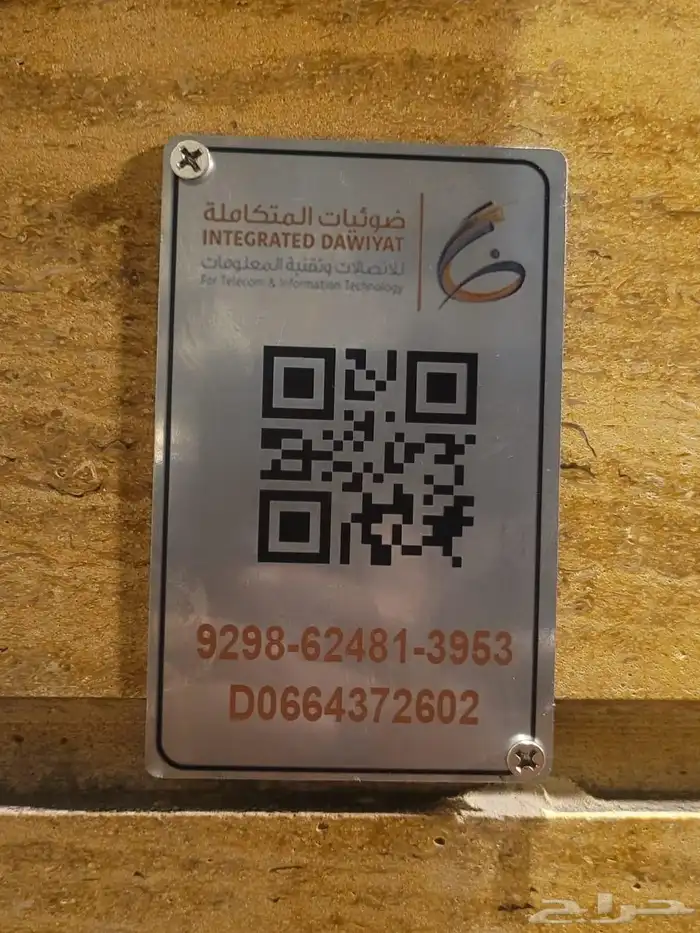 ضوئيات المتكاملة
INTEGRATED DAWIYAT
للاتصالات وتقنية المعلومات
For Telecom & Information Technology
9298-62481-3953
D0664372602
حراج